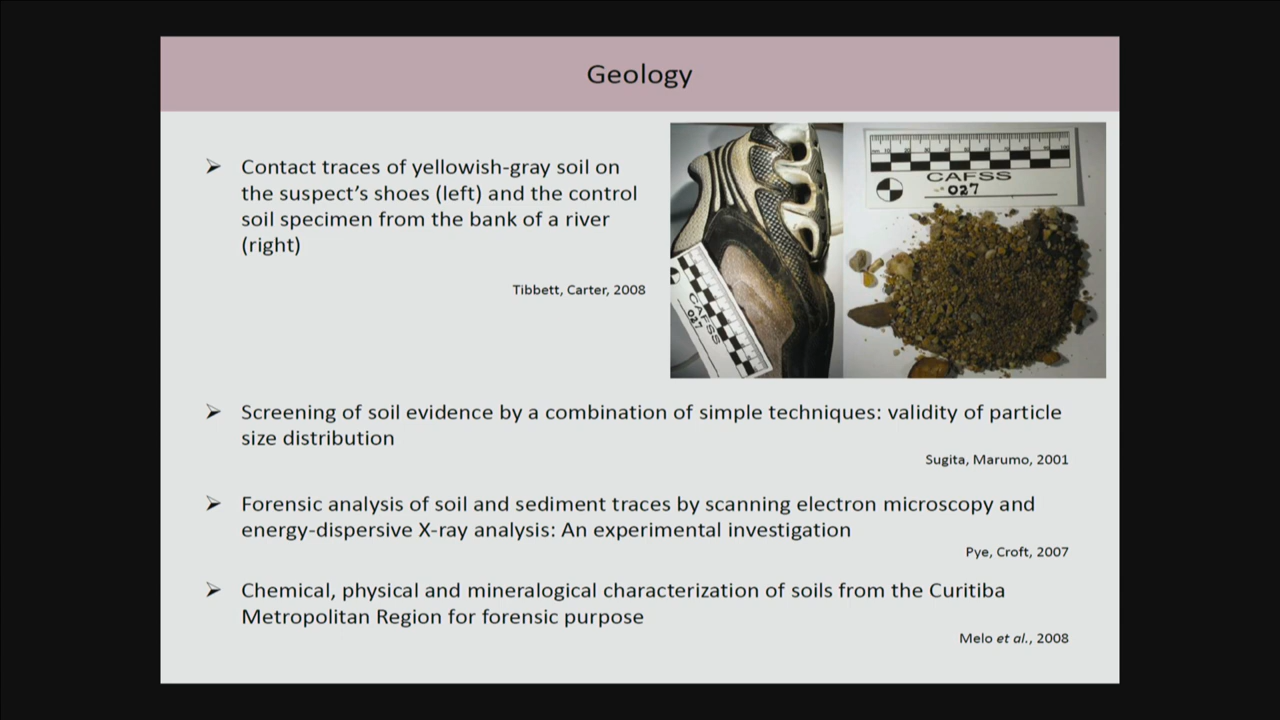 Geology
Contact traces of yellowish-gray soil on
the suspect's shoes (left) and the control
soil specimen from the bank of a river
(right)
Tibbett, Carter, 2008
CAFSS
027
CAFSS
027
Screening of soil evidence by a combination of simple techniques: validity of particle
size distribution
Sugita, Marumo, 2001
Forensic analysis of soil and sediment traces by scanning electron microscopy and
energy-dispersive X-ray analysis: An experimental investigation
Pye, Croft, 2007
Chemical, physical and mineralogical characterization of soils from the Curitiba
Metropolitan Region for forensic purpose
Melo et al., 2008